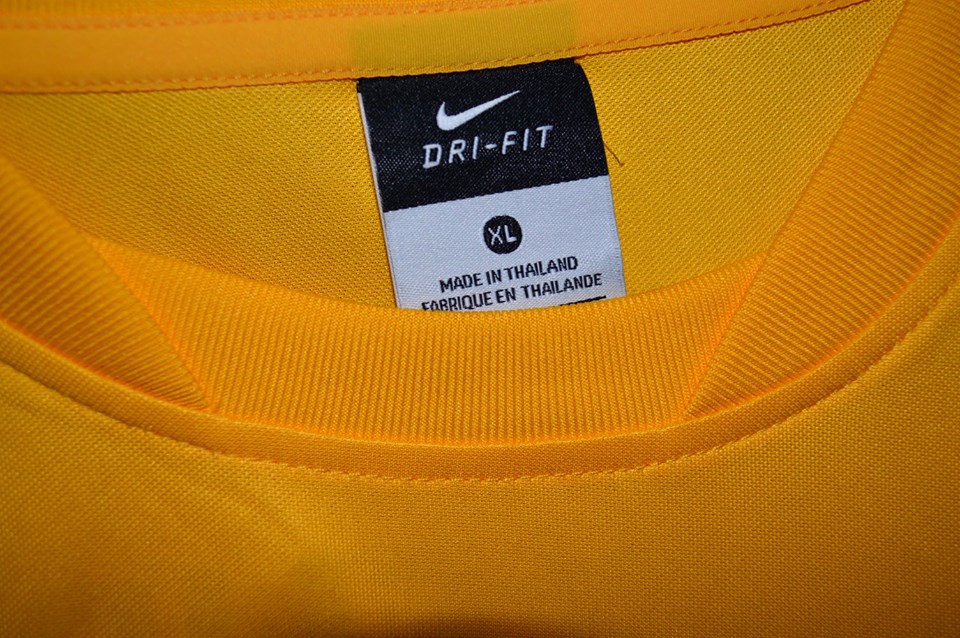 DRI-FIT
XL
MADE IN THAILAND
FABRIQUE EN THAILANDE